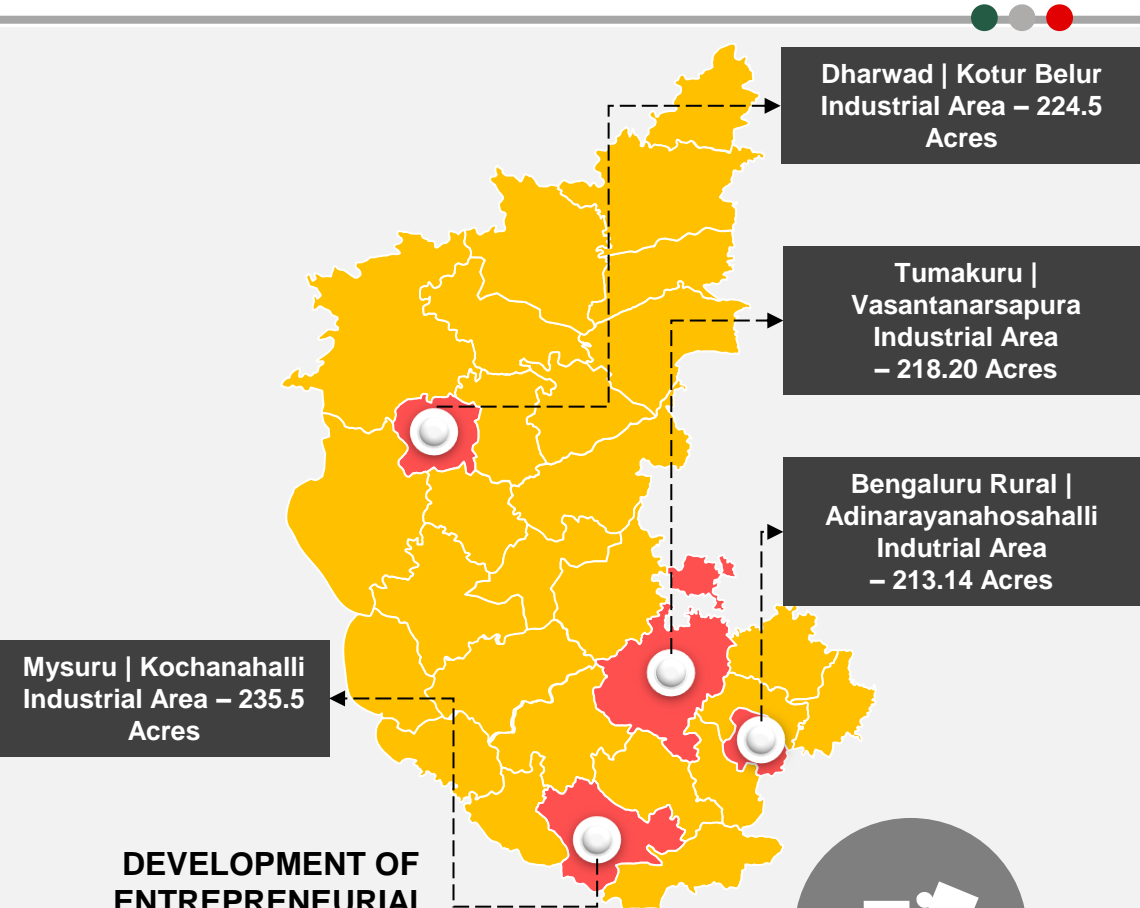 Dharwad | Kotur Belur
Industrial Area – 224.5
Acres
Tumakuru |
Vasantanarsapura
Industrial Area
– 218.20 Acres
Bengaluru Rural |
Adinarayanahosahalli
Indutrial Area
– 213.14 Acres
Mysuru | Kochanahalli
Industrial Area – 235.5
Acres
DEVELOPMENT OF
ENTREPRENEURIAL